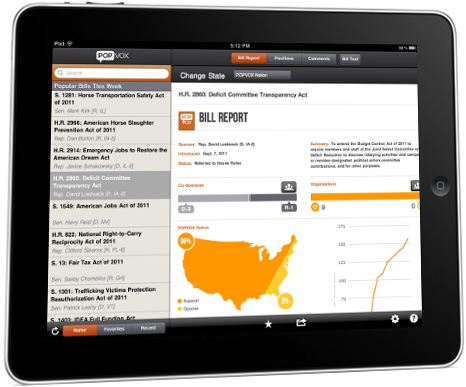 iPad
5:12 PM
90 %
POPVOX
Bill Report
Positions
Comments
Bill Text
Search
Change State
POPVOX Nation
Popular Bills This Week
S. 1281: Horse Transportation Safety Act
of 2011
Sen. Mark Kirk [R, IL]
H.R. 2966: American Horse Slaughter
Prevention Act of 2011
Rep. Dan Burton [R, IN-5]
H.R. 2914: Emergency Jobs to Restore the
American Dream Act
Rep. Janice Schakowsky [D, IL-9]
H.R. 2860: Deficit Committee
Transparency Act
Rep. David Loebsack [D, IA-2]
S. 1549: American Jobs Act of 2011
Sen. Harry Reid [D, NV]
H.R. 822: National Right-to-Carry
Reciprocity Act of 2011
Rep. Clifford Stearns [R, FL-6]
S. 13: Fair Tax Act of 2011
Sen. Saxby Chambliss [R, GA]
S. 1301: Trafficking Victims Protection
Reauthorization Act of 2011
Sen. Patrick Leahy [D, VT]
S. 1403: IDEA Full Funding Act
Home
Favorites
Recent
H.R. 2860: Deficit Committee Transparency Act
POP
VOX
BILL REPORT
Sponsor: Rep. David Loebsack [D, IA-2]
Introduced: Sept 7, 2011
Status: Referred to House Rules
Summary: To amend the Budget Control Act of 2011 to
require members and staff of the Joint Select Committee
Deficit Reduction to disclose lobbying activities and
or member-designated political action committee
contributions, and for other purposes.
Co-Sponsors
D-3
R-1
Organizations
0
0
POPVOX Nation
Support
Oppose
175
150
125
100
75